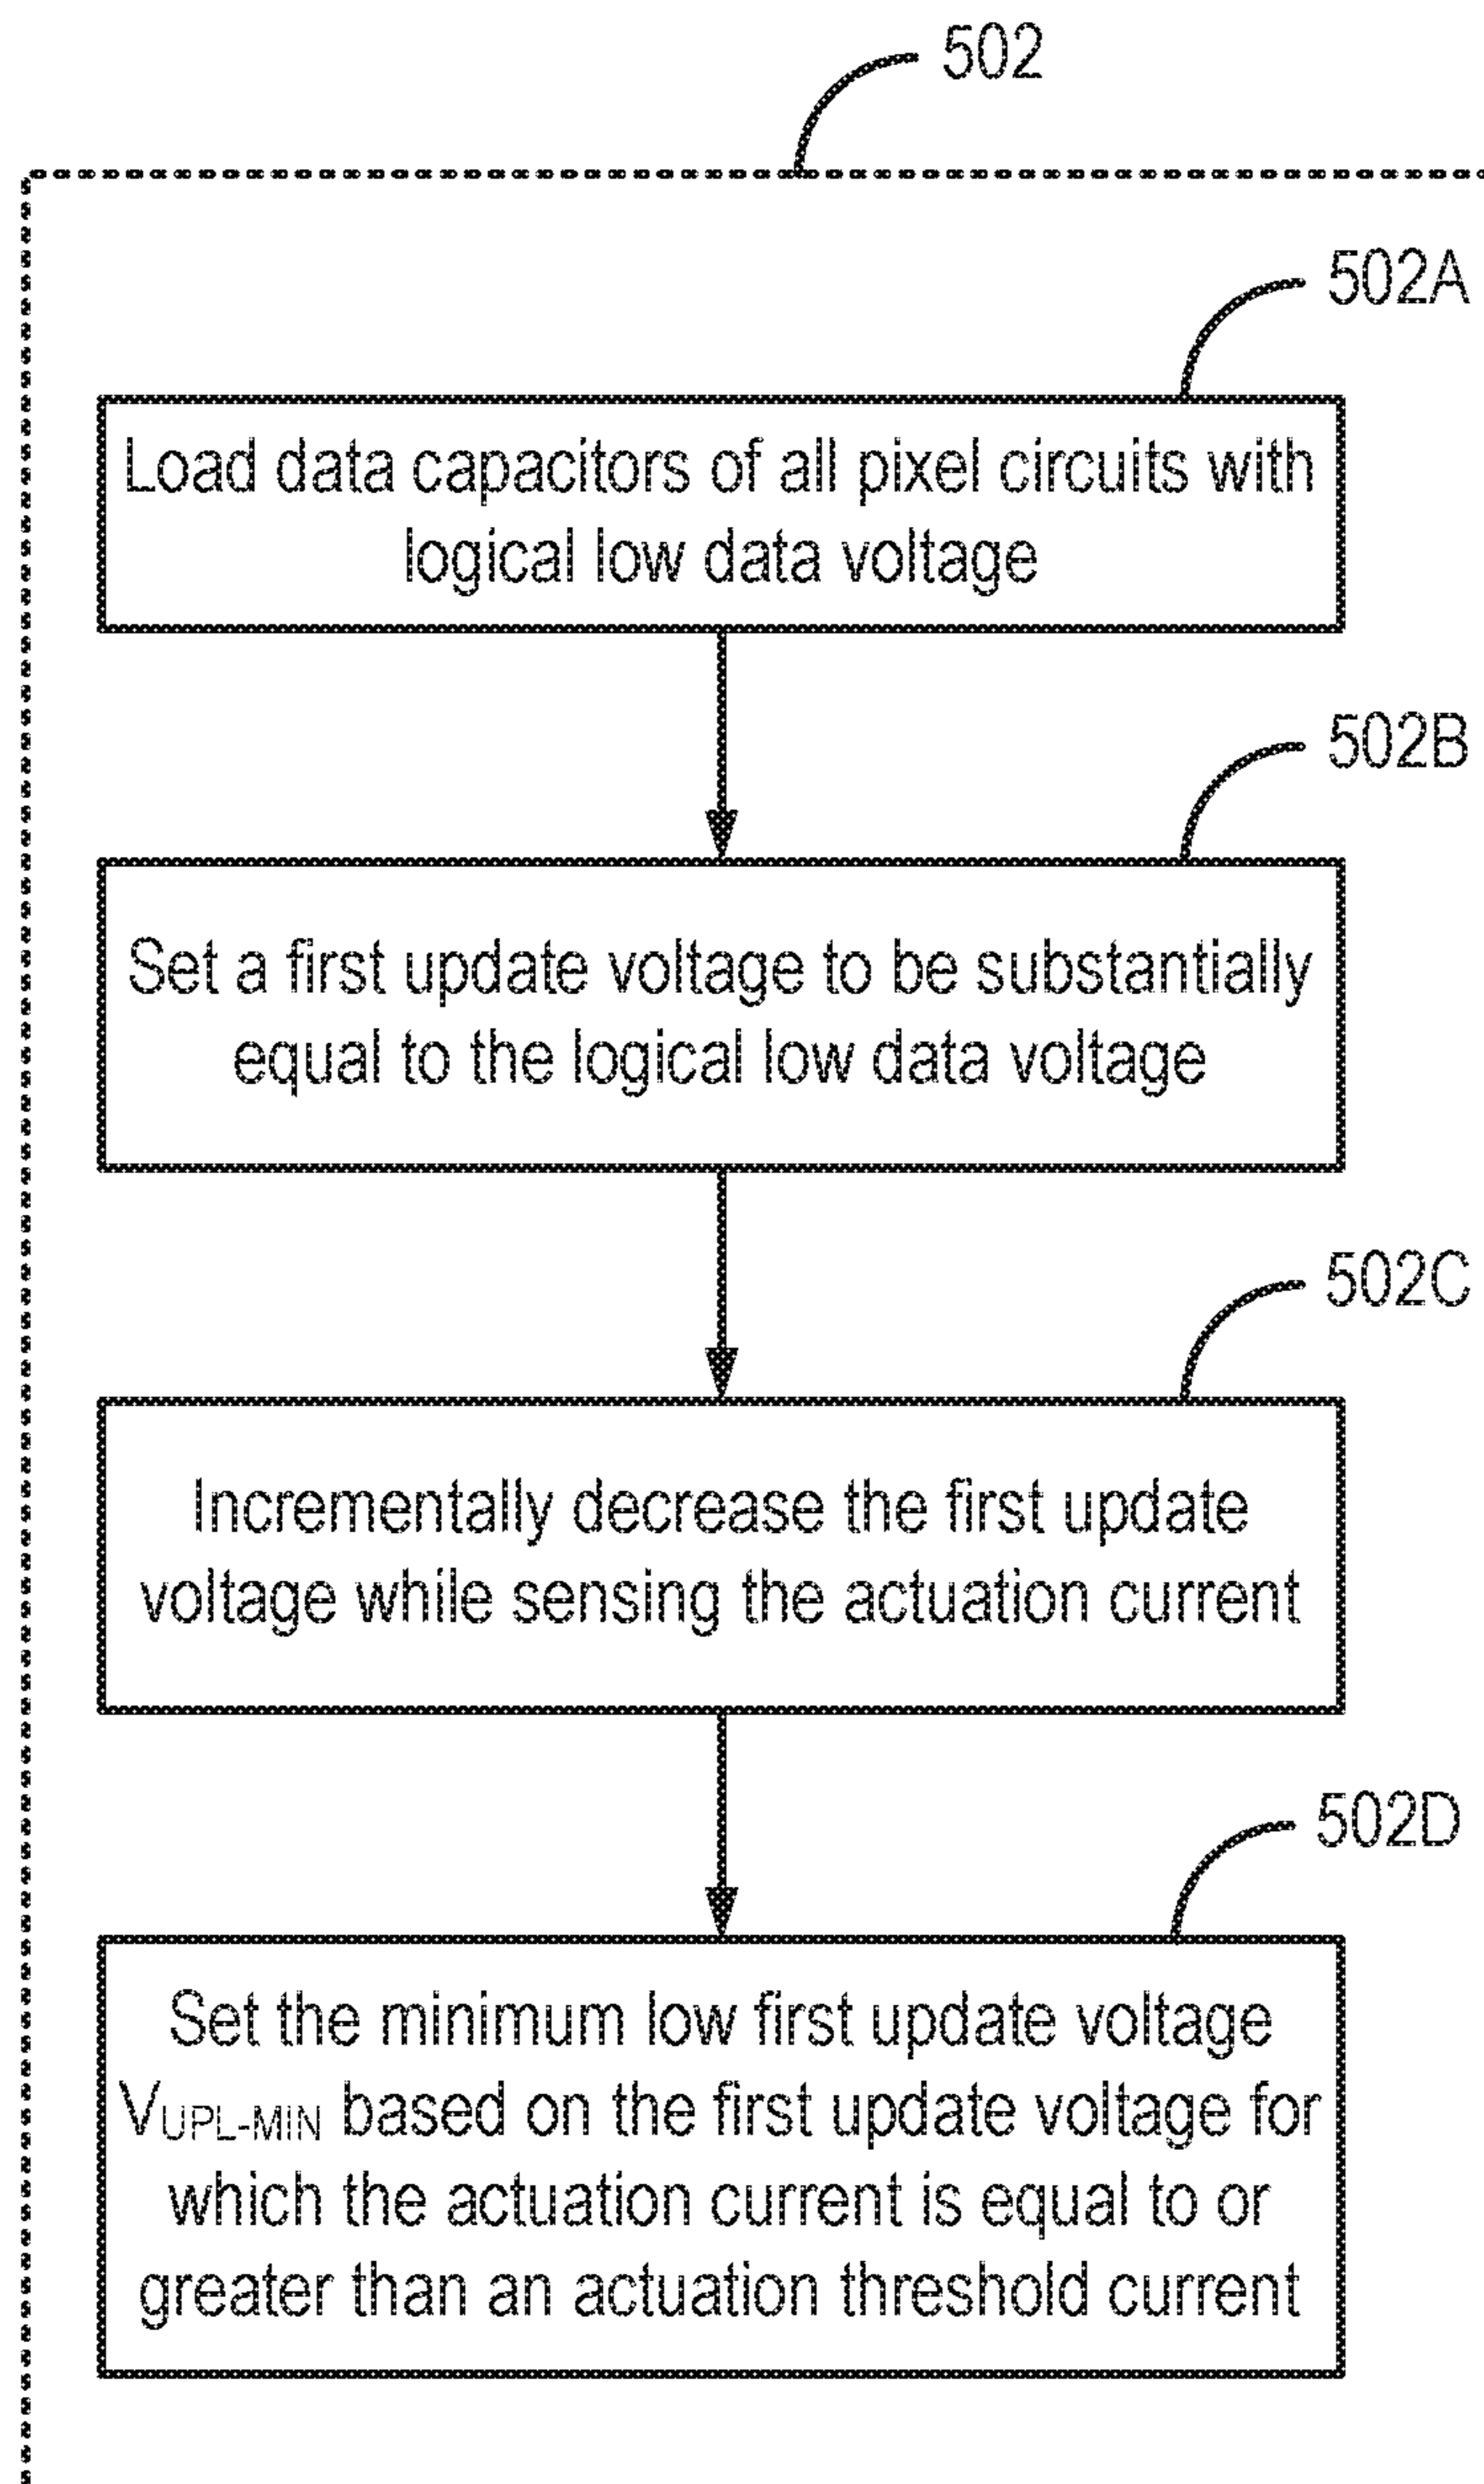 502
502A
Load data capacitors of all pixel circuits with
logical low data voltage
502B
Set a first update voltage to be substantially
equal to the logical low data voltage
502C
Incrementally decrease the first update
voltage while sensing the actuation current
502D
Set the minimum low first update voltage
VUPL-MIN based on the first update voltage for
which the actuation current is equal to or
greater than an actuation threshold current